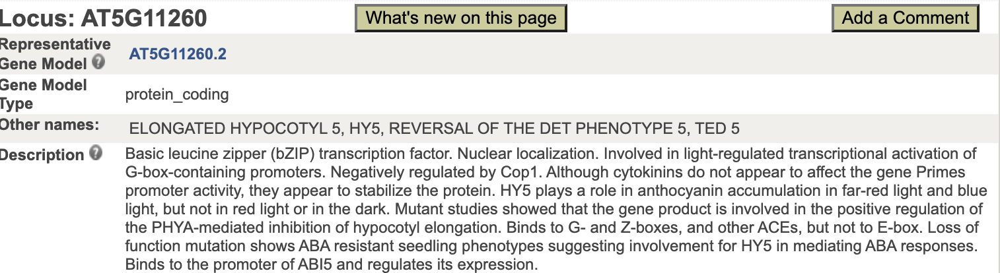 Locus: AT5G11260 What's new on this page Add a Comment
Representative
Gene Model ? AT5G11260.2
Gene Model
Type protein_coding
Other names: ELONGATED HYPOCOTYL 5, HY5, REVERSAL OF THE DET PHENOTYPE 5, TED 5
Description ? Basic leucine zipper (bZIP) transcription factor. Nuclear localization. Involved in light-regulated transcriptional activation of
G-box-containing promoters. Negatively regulated by Cop1. Although cytokinins do not appear to affect the gene Primes
promoter activity, they appear to stabilize the protein. HY5 plays a role in anthocyanin accumulation in far-red light and blue
light, but not in red light or in the dark. Mutant studies showed that the gene product is involved in the positive regulation of
the PHYA-mediated inhibition of hypocotyl elongation. Binds to G- and Z-boxes, and other ACEs, but not to E-box. Loss of
function mutation shows ABA resistant seedling phenotypes suggesting involvement for HY5 in mediating ABA responses.
Binds to the promoter of ABI5 and regulates its expression.